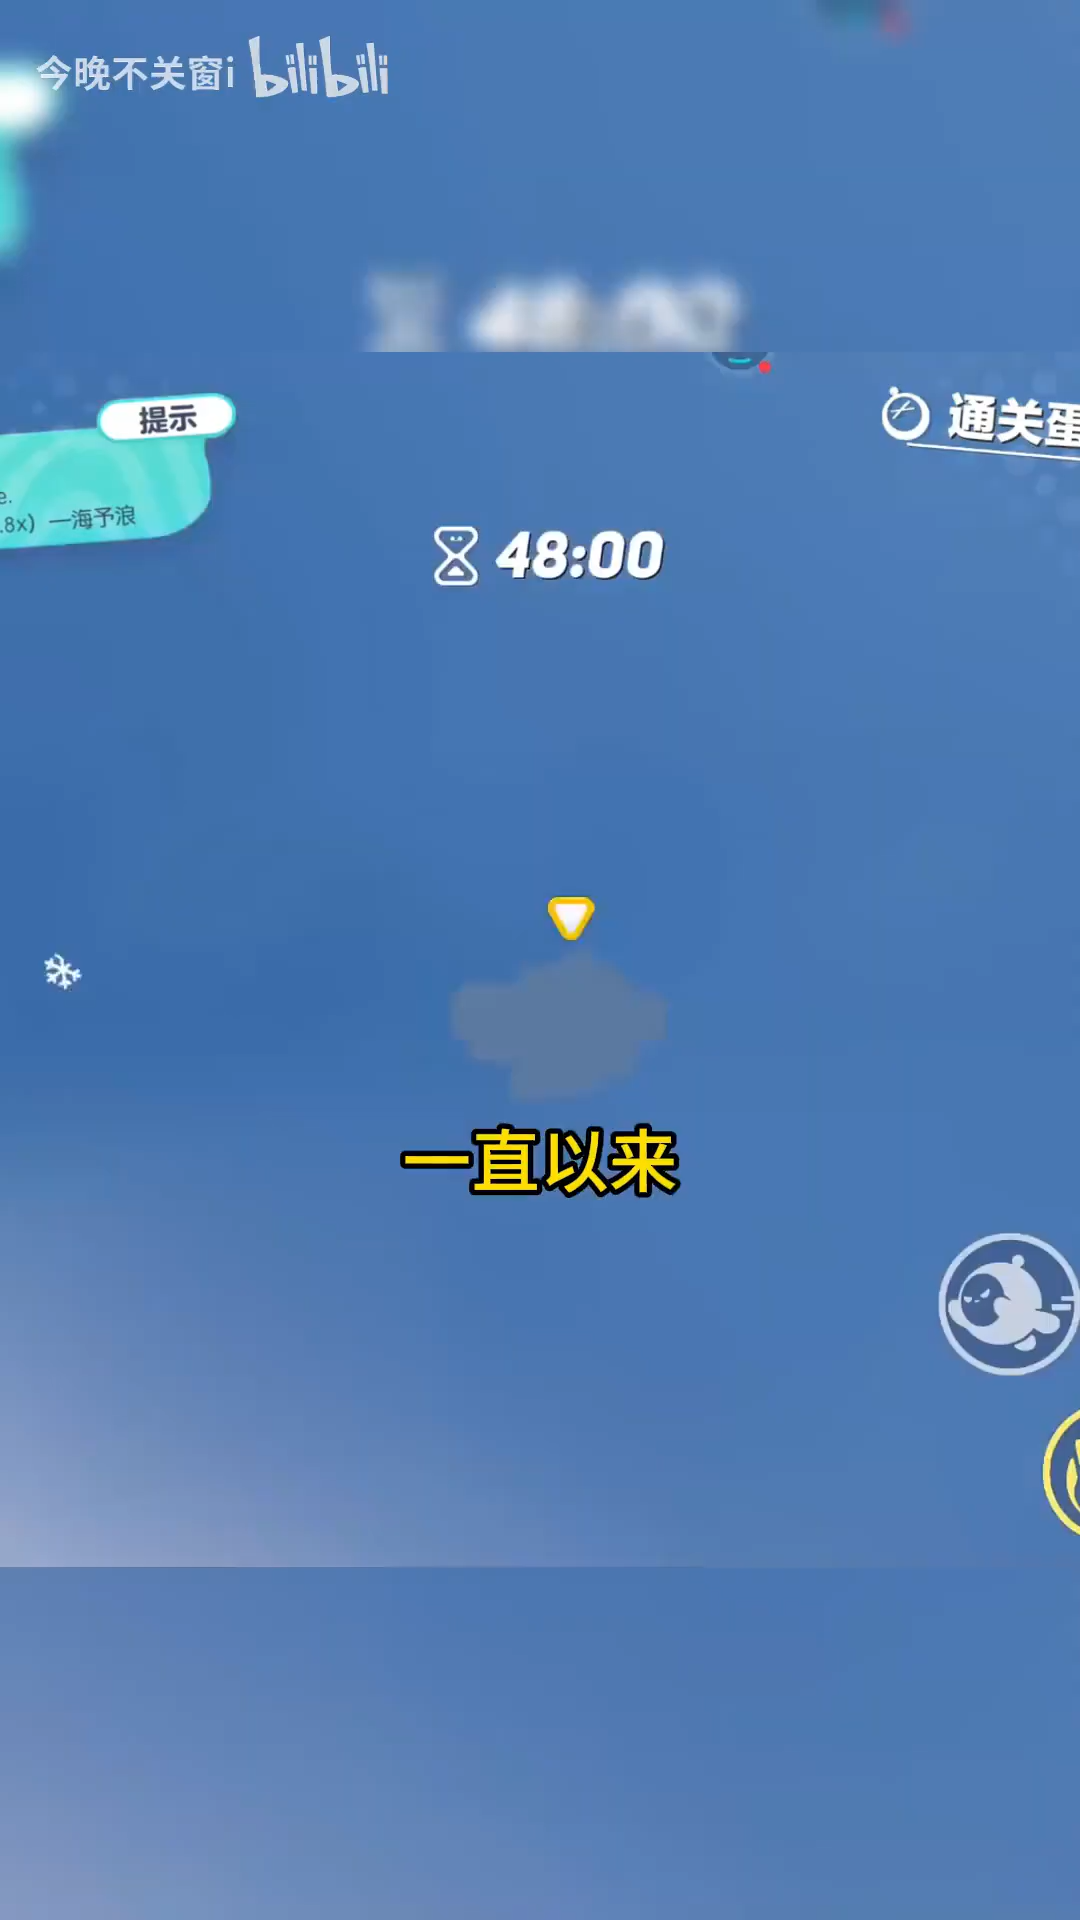 今晚不关窗i bilibili
提示
通关蛋
e.
.8x）一海予浪
48:00
一直以来